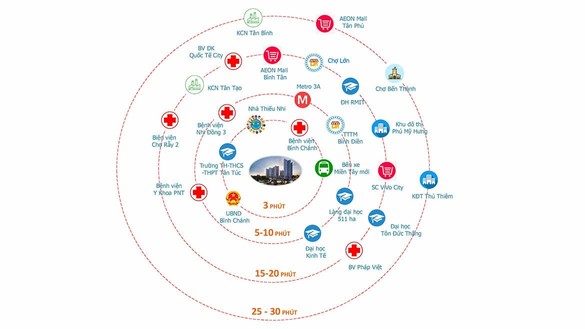 KCN Tân Bình
AEON Mall
Tân Phú
BV ĐK
Quốc Tế City
AEON Mall
Bình Tân
Chợ Lớn
Chợ Bến Thành
KCN Tân Tạo
Metro 3A
ĐH RMIT
Nhà Thiếu Nhi
Bệnh viện
Chợ Rẫy 2
Bệnh viện
NH Đồng 3
Bệnh viện
Bình Chánh
TTTM
Bình Điền
Khu đô thị
Phú Mỹ Hưng
Trường TH-THCS
-THPT Tân Túc
Bến xe
Miền Tây mới
Bệnh viện
Y Khoa PNT
SC Vivo City
KĐT Thủ Thiêm
UBND
Bình Chánh
3 PHÚT
Làng đại học
511 ha
Đại học
Tôn Đức Thắng
5-10 PHÚT
Đại học
Kinh Tế
BV Pháp Việt
15-20 PHÚT
25 - 30 PHÚT